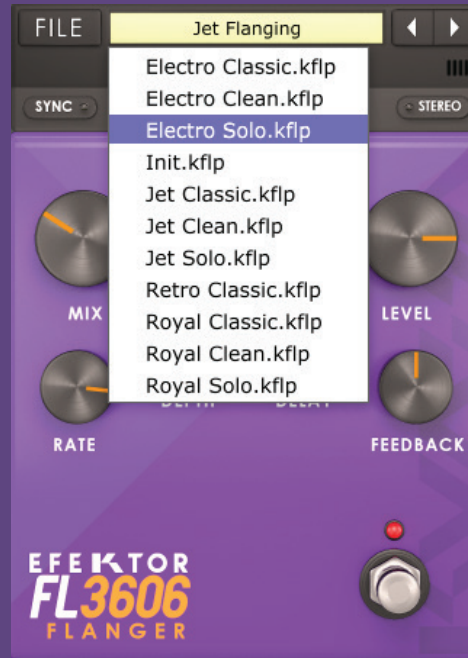 FILE
Jet Flanging
SYNC
STEREO
Electro Classic.kflp
Electro Clean.kflp
Electro Solo.kflp
Init.kflp
Jet Classic.kflp
Jet Clean.kflp
Jet Solo.kflp
Retro Classic.kflp
Royal Classic.kflp
Royal Clean.kflp
Royal Solo.kflp
MIX
LEVEL
DEPTH
DELAY
RATE
FEEDBACK
EFEKTOR
FL3606
FLANGER